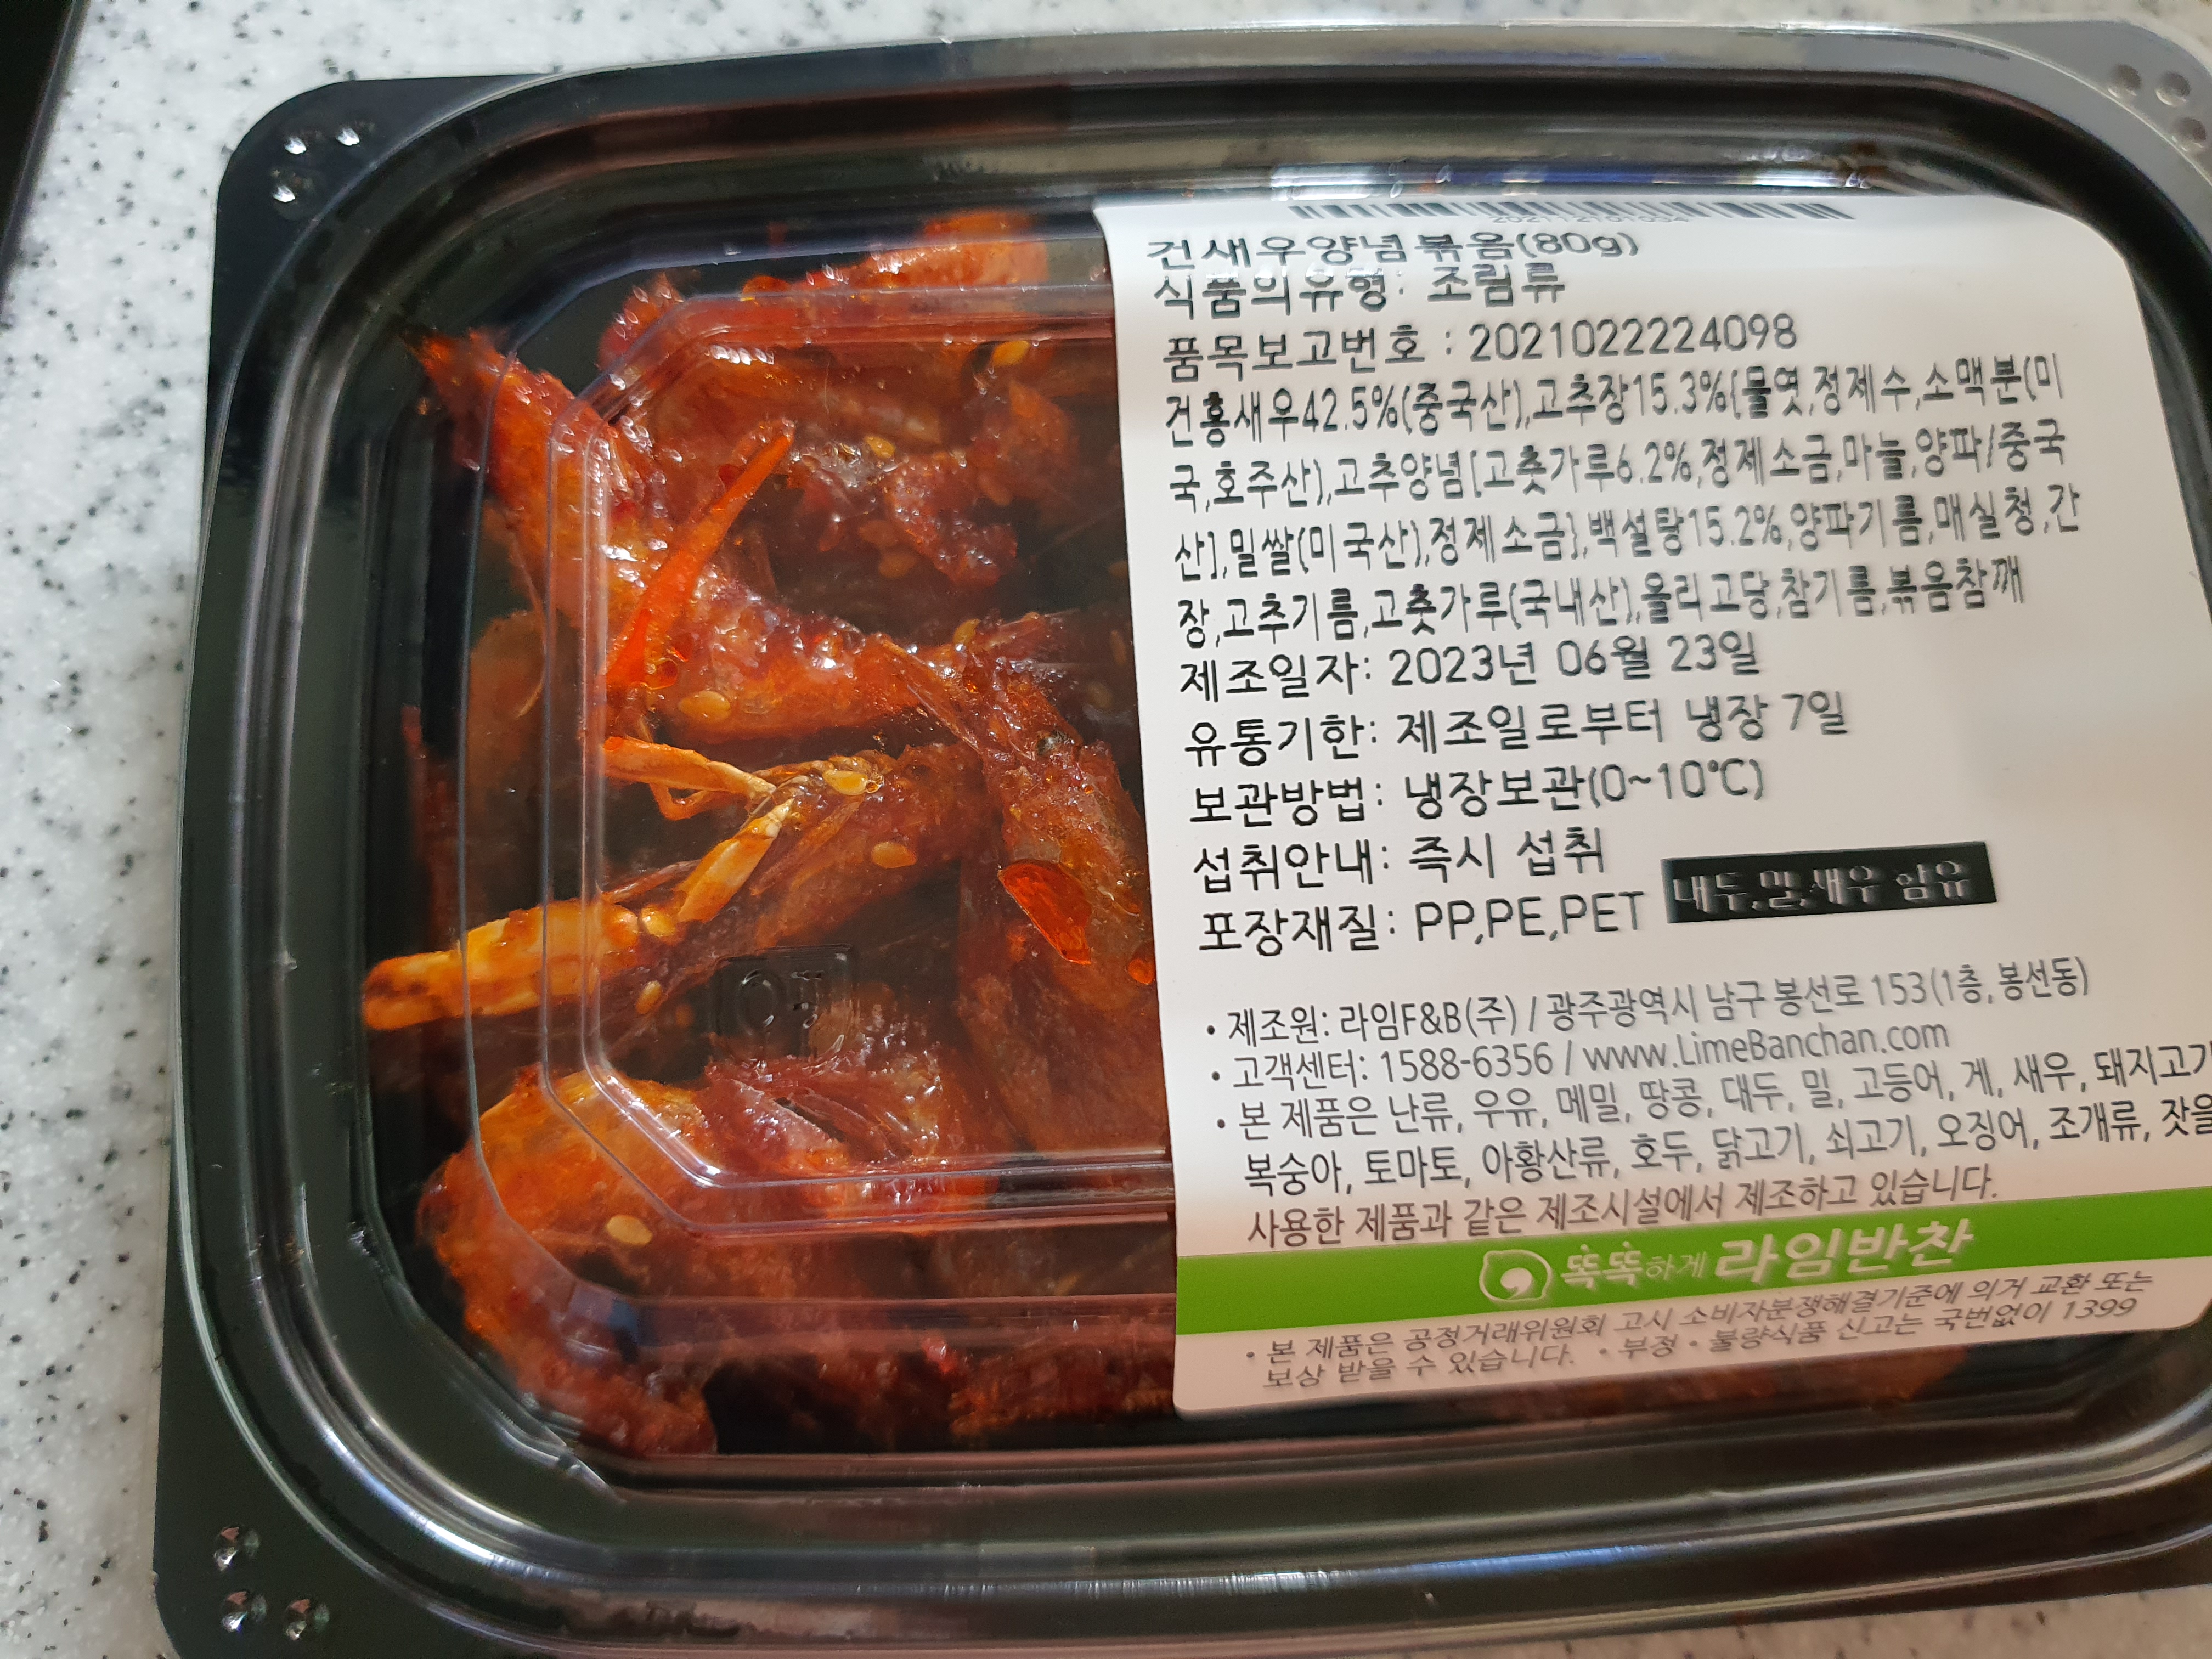 건새우양념볶음(80g)
식품의유형: 조림류
품목보고번호 : 2021022224098
건홍새우42.5%(중국산),고추장15.3%{물엿,정제수,소맥분(미
국,호주산),고추양념[고춧가루6.2%,정제소금,마늘,양파/중국
산],밀쌀(미국산),정제소금},백설탕15.2%,양파기름,매실청,간
장,고추기름,고춧가루(국내산),올리고당,참기름,볶음참깨
제조일자: 2023년 06월 23일
유통기한: 제조일로부터 냉장 7일
보관방법: 냉장보관(0~10℃)
섭취안내: 즉시 섭취
포장재질: PP,PE,PET 대두,밀,새우 함유
• 제조원: 라임F&B(주) / 광주광역시 남구 봉선로 153(1층, 봉선동)
• 고객센터: 1588-6356 / www.LimeBanchan.com
• 본 제품은 난류, 우유, 메밀, 땅콩, 대두, 밀, 고등어, 게, 새우, 돼지고기
복숭아, 토마토, 아황산류, 호두, 닭고기, 쇠고기, 오징어, 조개류, 잣을
사용한 제품과 같은 제조시설에서 제조하고 있습니다.
똑똑하게 라임반찬
• 본 제품은 공정거래위원회 고시 소비자분쟁해결기준에 의거 교환 또는
보상 받을 수 있습니다. • 부정 • 불량식품 신고는 국번없이 1399